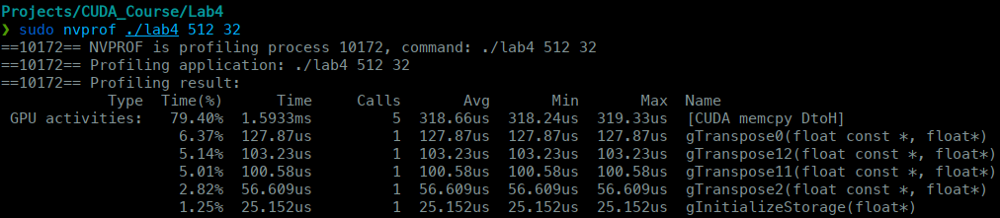 Projects/CUDA_Course/Lab4
❯ sudo nvprof ./lab4 512 32
==10172== NVPROF is profiling process 10172, command: ./lab4 512 32
==10172== Profiling application: ./lab4 512 32
==10172== Profiling result:
Type Time(%) Time Calls Avg Min Max Name
GPU activities: 79.40% 1.5933ms 5 318.66us 318.24us 319.33us [CUDA memcpy DtoH]
6.37% 127.87us 1 127.87us 127.87us 127.87us gTranspose0(float const *, float*)
5.14% 103.23us 1 103.23us 103.23us 103.23us gTranspose12(float const *, float*)
5.01% 100.58us 1 100.58us 100.58us 100.58us gTranspose11(float const *, float*)
2.82% 56.609us 1 56.609us 56.609us 56.609us gTranspose2(float const *, float*)
1.25% 25.152us 1 25.152us 25.152us 25.152us gInitializeStorage(float*)